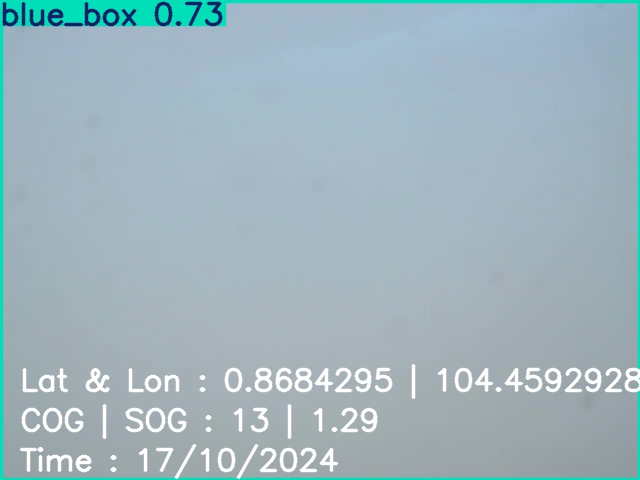 blue_box 0.73
Lat & Lon : 0.8684295 | 104.4592928
COG | SOG : 13 | 1.29
Time : 17/10/2024